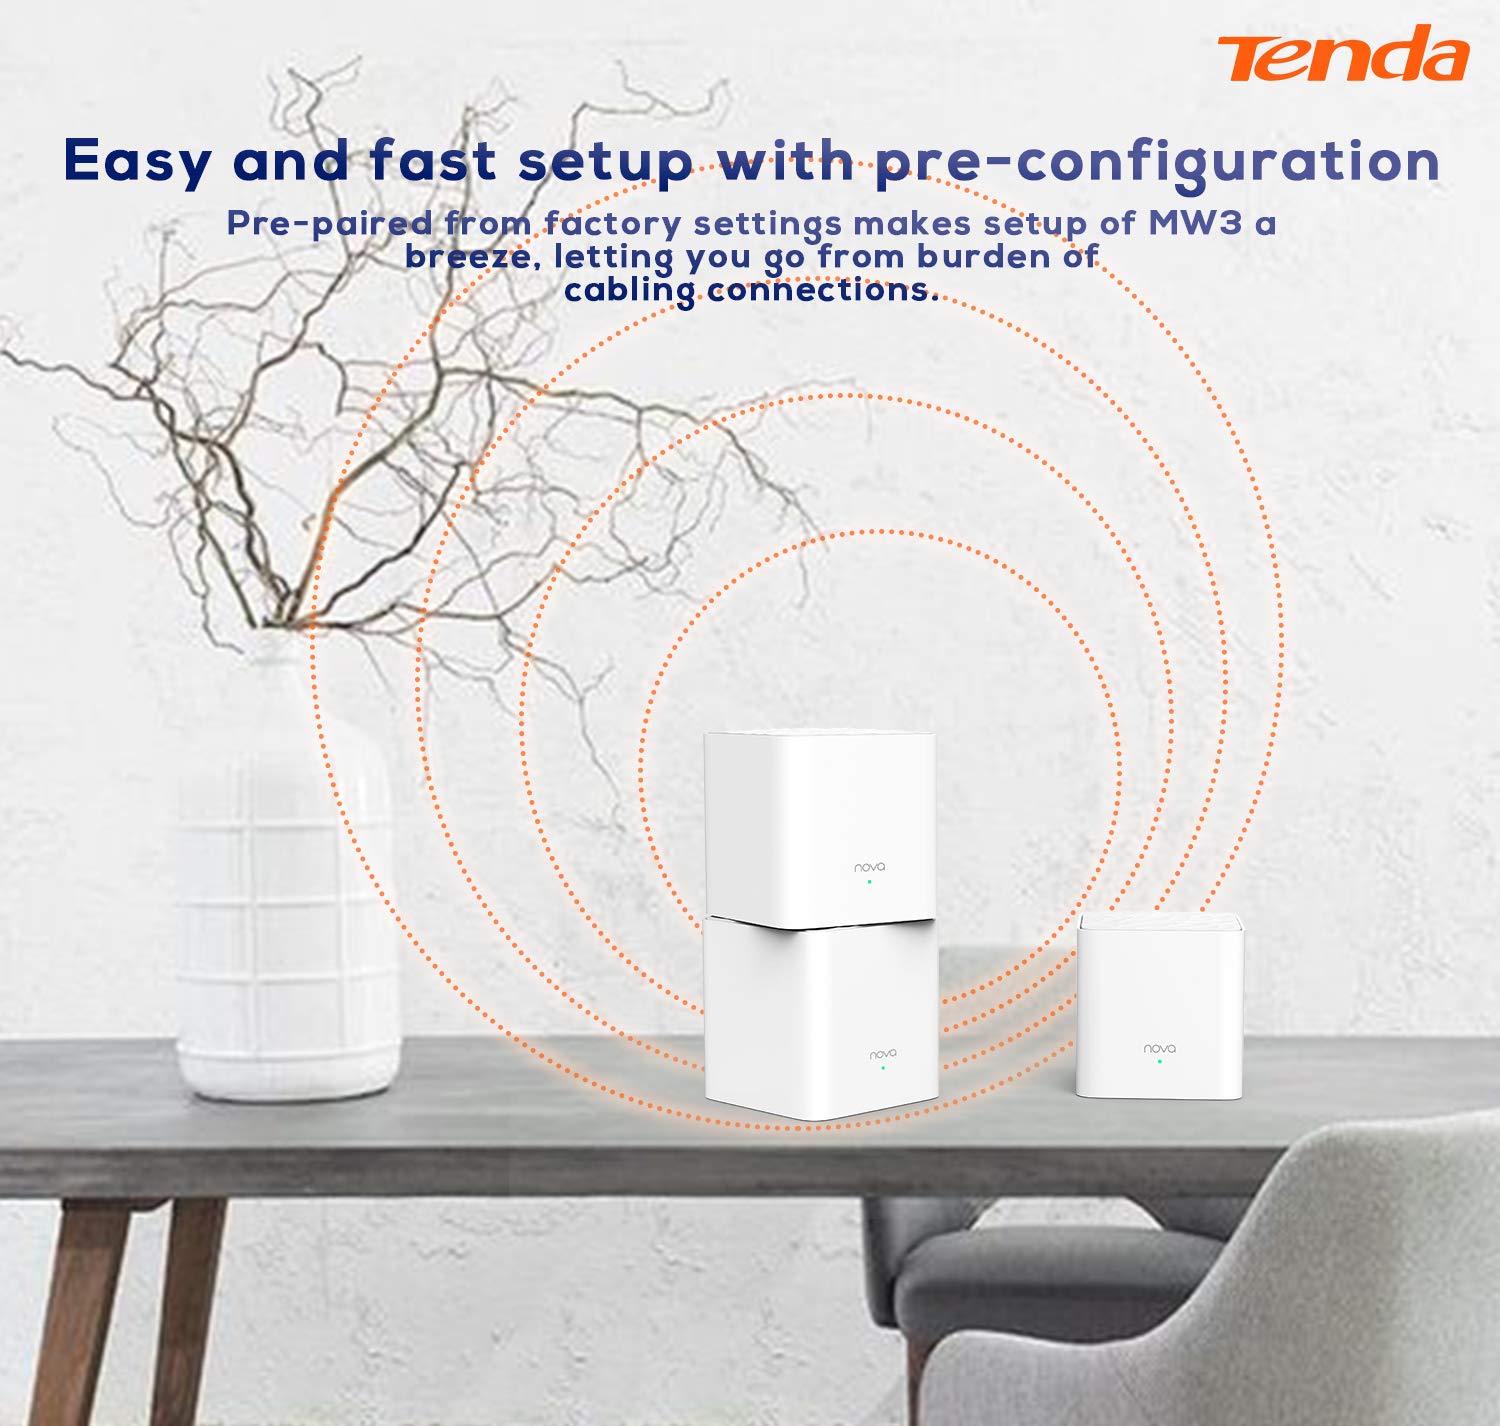 Tenda
Easy and fast setup with pre-configuration
Pre-paired from factory settings makes setup of MW3 a
breeze, letting you go from burden of
cabling connections.
nova
nova
nova